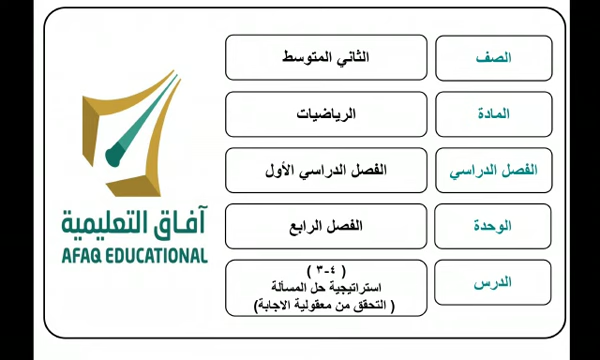 الصف
الثاني المتوسط
المادة
الرياضيات
الفصل الدراسي
الفصل الدراسي الأول
الوحدة
الفصل الرابع
الدرس
( ٤-٣ )
استراتيجية حل المسألة
( التحقق من معقولية الاجابة)
آفاق التعليمية
AFAQ EDUCATIONAL